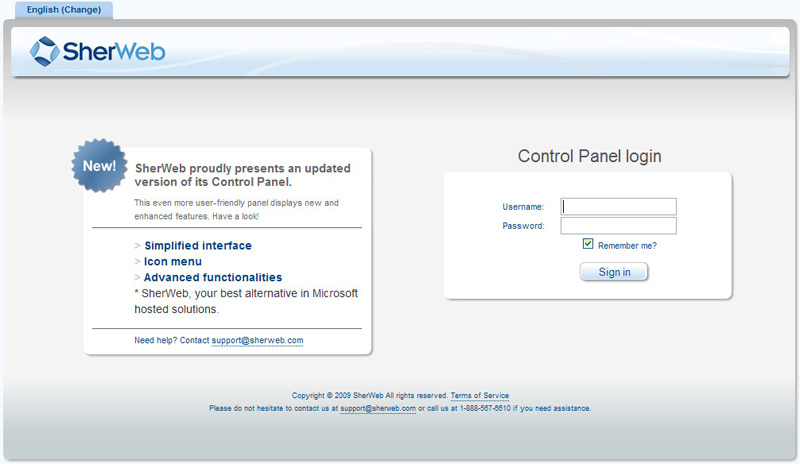 English (Change)
SherWeb
New!
SherWeb proudly presents an updated
version of its Control Panel.
This even more user-friendly panel displays new and
enhanced features. Have a look!
> Simplified interface
> Icon menu
> Advanced functionalities
* SherWeb, your best alternative in Microsoft
hosted solutions.
Need help? Contact support@sherweb.com
Control Panel login
Username:
Password:
Remember me?
Sign in
Copyright © 2009 SherWeb All rights reserved. Terms of Service
Please do not hesitate to contact us at support@sherweb.com or call us at 1-888-567-6610 if you need assistance.